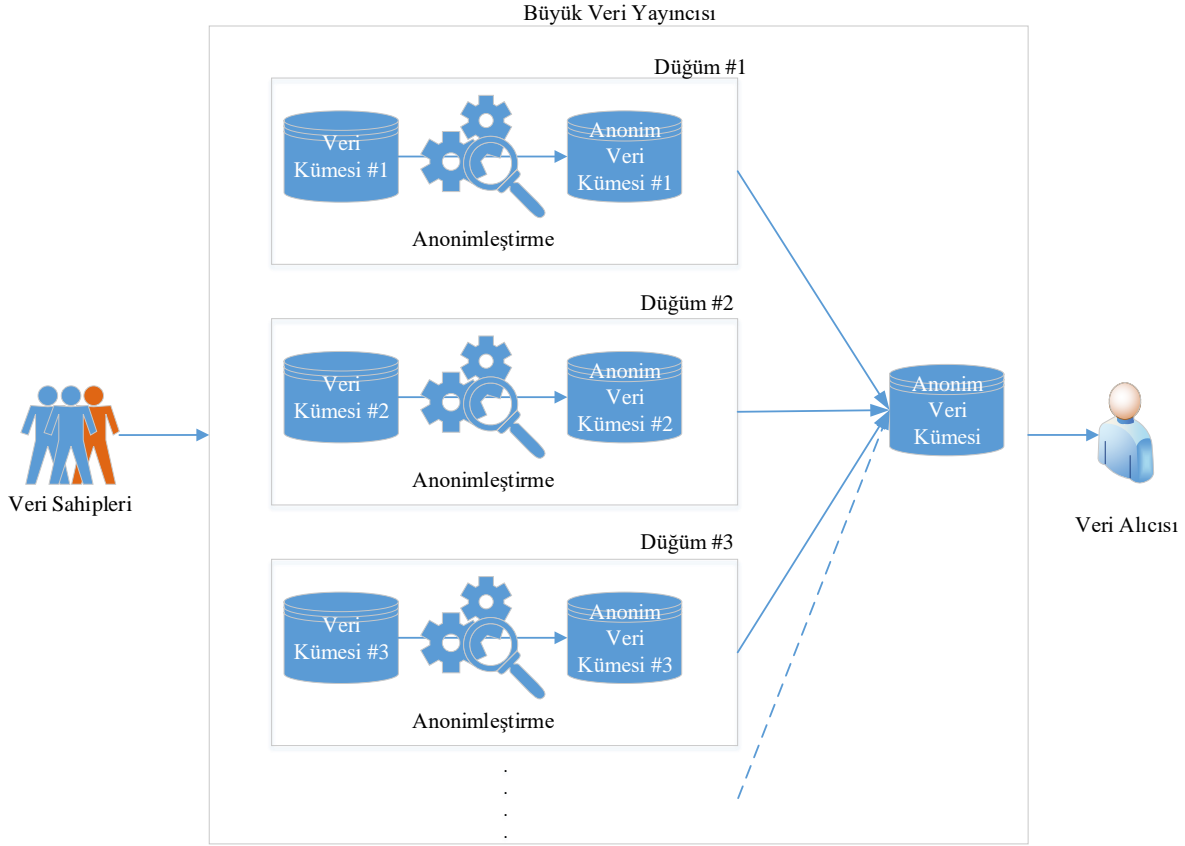 Büyük Veri Yayıncısı
Düğüm #1
Veri
Kümesi #1
Anonim
Veri
Kümesi #1
Anonimleştirme
Düğüm #2
Veri
Kümesi #2
Anonim
Veri
Kümesi #2
Anonimleştirme
Anonim
Veri
Kümesi
Veri Sahipleri
Veri Alıcısı
Düğüm #3
Veri
Kümesi #3
Anonim
Veri
Kümesi #3
Anonimleştirme
.
.
.
.